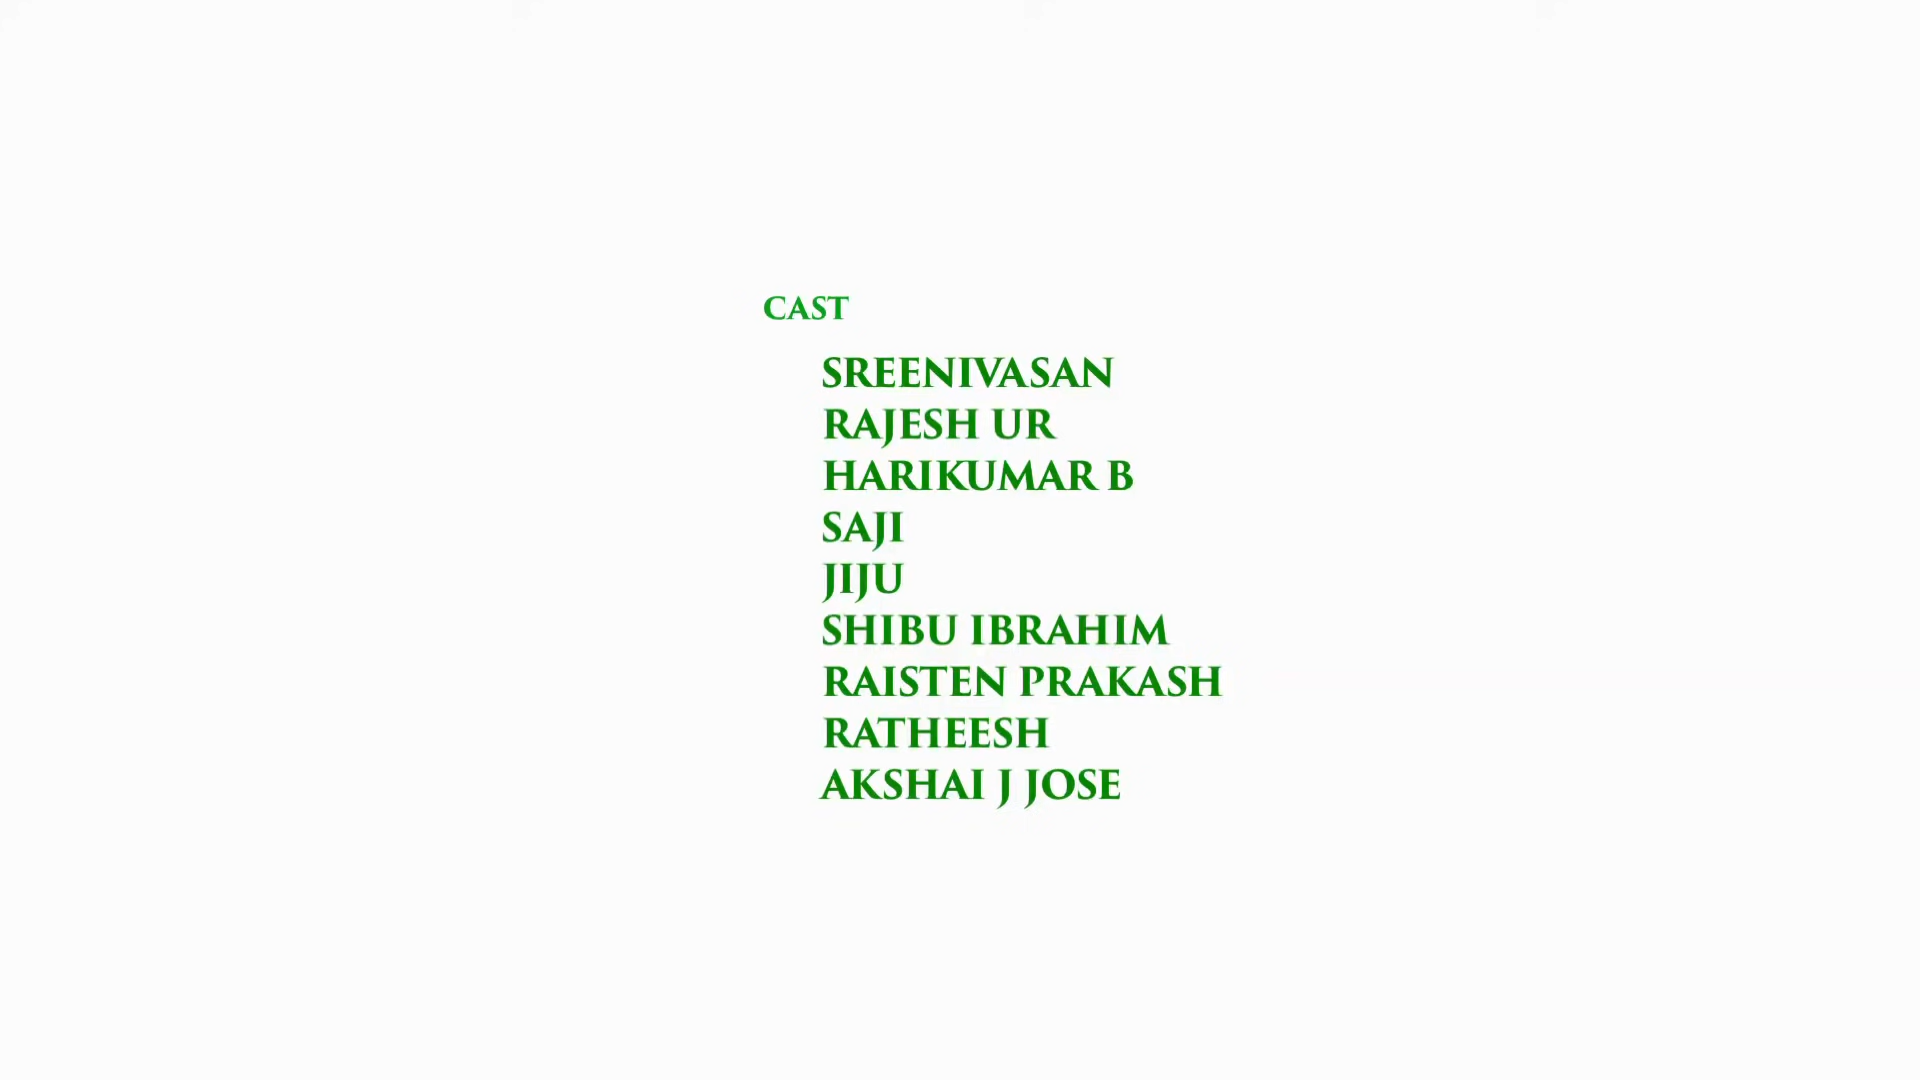 CAST
SREENIVASAN
RAJESH UR
HARIKUMAR B
SAJI
JIJU
SHIBU IBRAHIM
RAISTEN PRAKASH
RATHEESH
AKSHAI J JOSE